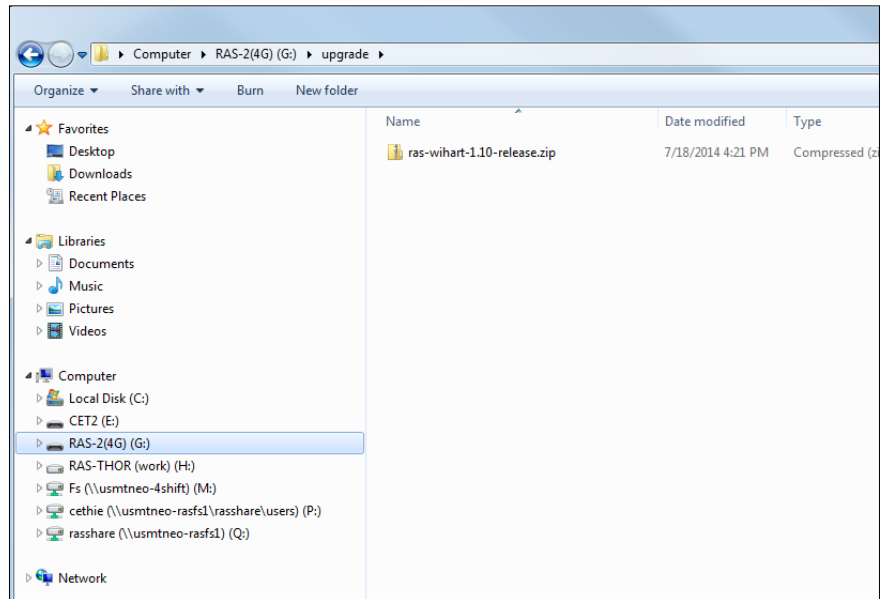 Computer ▸ RAS-2(4G) (G:) ▸ upgrade ▸
Organize ▾ Share with ▾ Burn New folder
Favorites
Desktop
Downloads
Recent Places
Libraries
Documents
Music
Pictures
Videos
Computer
Local Disk (C:)
CET2 (E:)
RAS-2(4G) (G:)
RAS-THOR (work) (H:)
Fs (\\usmtneo-4shift) (M:)
cethie (\\usmtneo-rasfs1\rasshare\users) (P:)
rasshare (\\usmtneo-rasfs1) (Q:)
Network
Name Date modified Type
ras-wihart-1.10-release.zip 7/18/2014 4:21 PM Compressed (zi